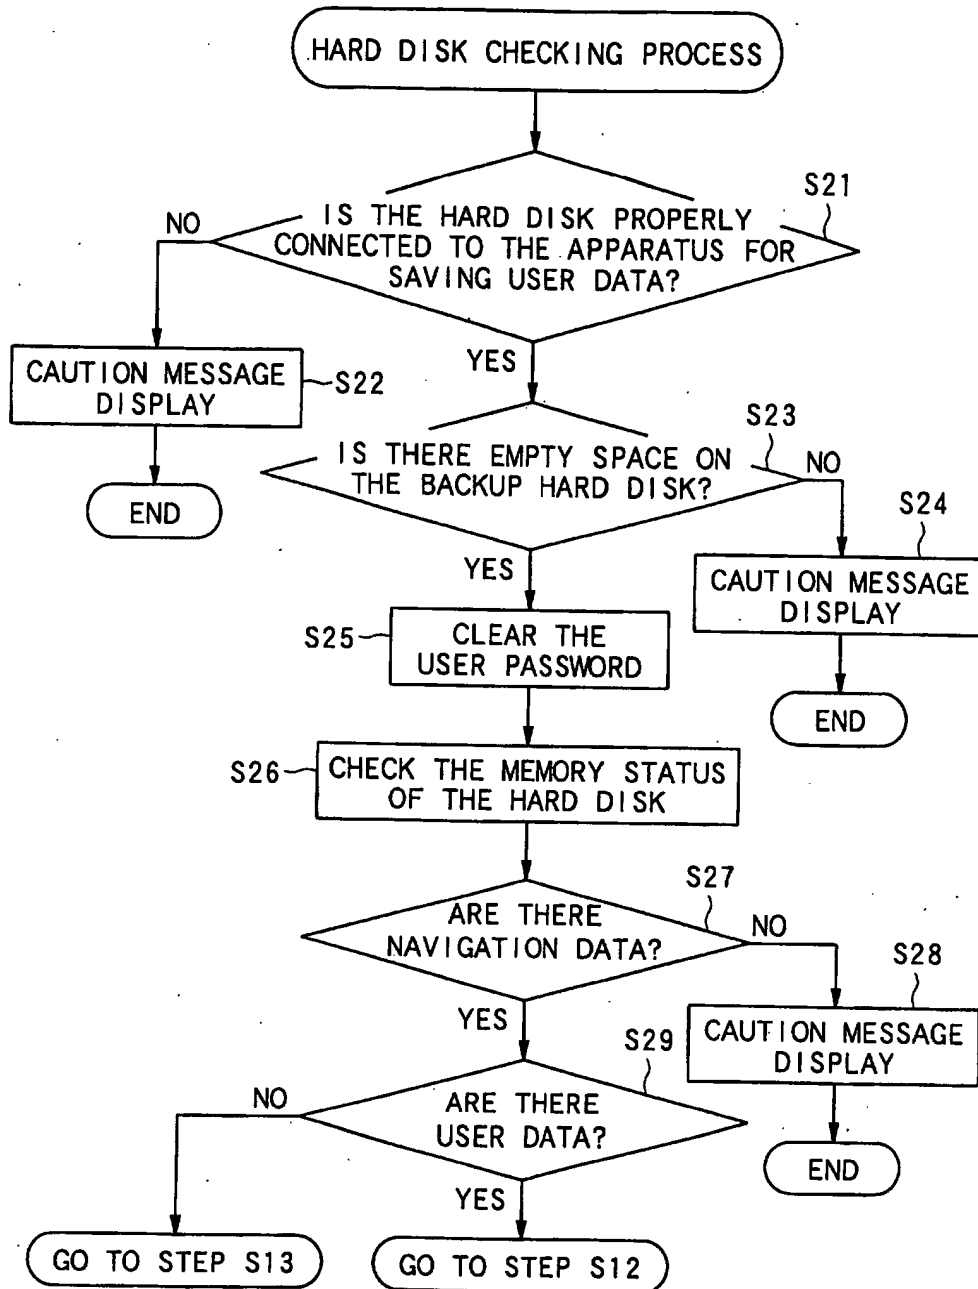 HARD DISK CHECKING PROCESS
S21
NO
IS THE HARD DISK PROPERLY
CONNECTED TO THE APPARATUS FOR
SAVING USER DATA?
YES
CAUTION MESSAGE
DISPLAY
S22
END
S23
IS THERE EMPTY SPACE ON
THE BACKUP HARD DISK?
NO
YES
S24
CAUTION MESSAGE
DISPLAY
END
S25
CLEAR THE
USER PASSWORD
S26
CHECK THE MEMORY STATUS
OF THE HARD DISK
S27
ARE THERE
NAVIGATION DATA?
NO
YES
S28
CAUTION MESSAGE
DISPLAY
END
S29
NO
ARE THERE
USER DATA?
YES
GO TO STEP S13
GO TO STEP S12